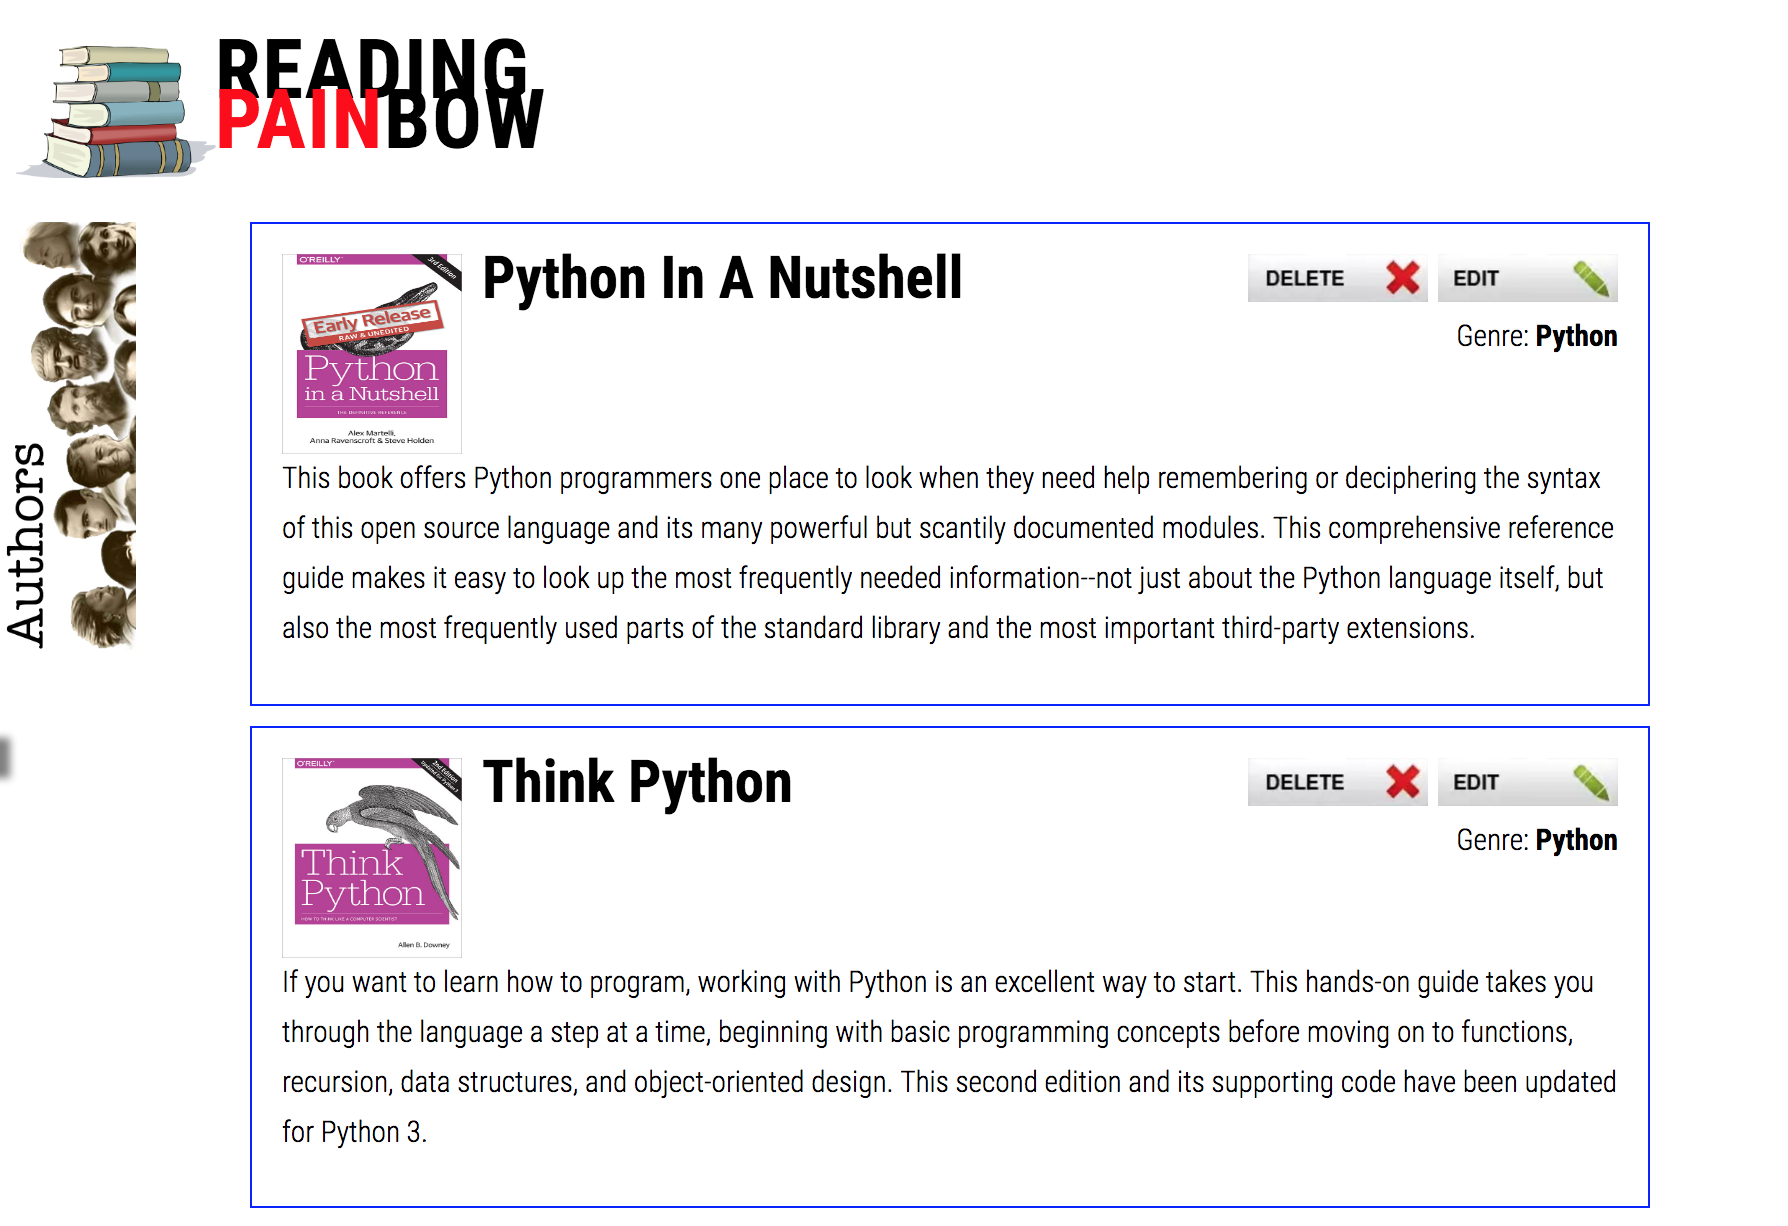 READING
PAINBOW
Authors
O'REILLY
3rd Edition
Early Release
RAW & UNEDITED
Python
in a Nutshell
THE DEFINITIVE REFERENCE
Alex Martelli,
Anna Ravenscroft & Steve Holden
Python In A Nutshell
DELETE
EDIT
Genre: Python
This book offers Python programmers one place to look when they need help remembering or deciphering the syntax
of this open source language and its many powerful but scantily documented modules. This comprehensive reference
guide makes it easy to look up the most frequently needed information--not just about the Python language itself, but
also the most frequently used parts of the standard library and the most important third-party extensions.
O'REILLY
2nd Edition
Updated for Python 3
Think
Python
HOW TO THINK LIKE A COMPUTER SCIENTIST
Allen B. Downey
Think Python
DELETE
EDIT
Genre: Python
If you want to learn how to program, working with Python is an excellent way to start. This hands-on guide takes you
through the language a step at a time, beginning with basic programming concepts before moving on to functions,
recursion, data structures, and object-oriented design. This second edition and its supporting code have been updated
for Python 3.